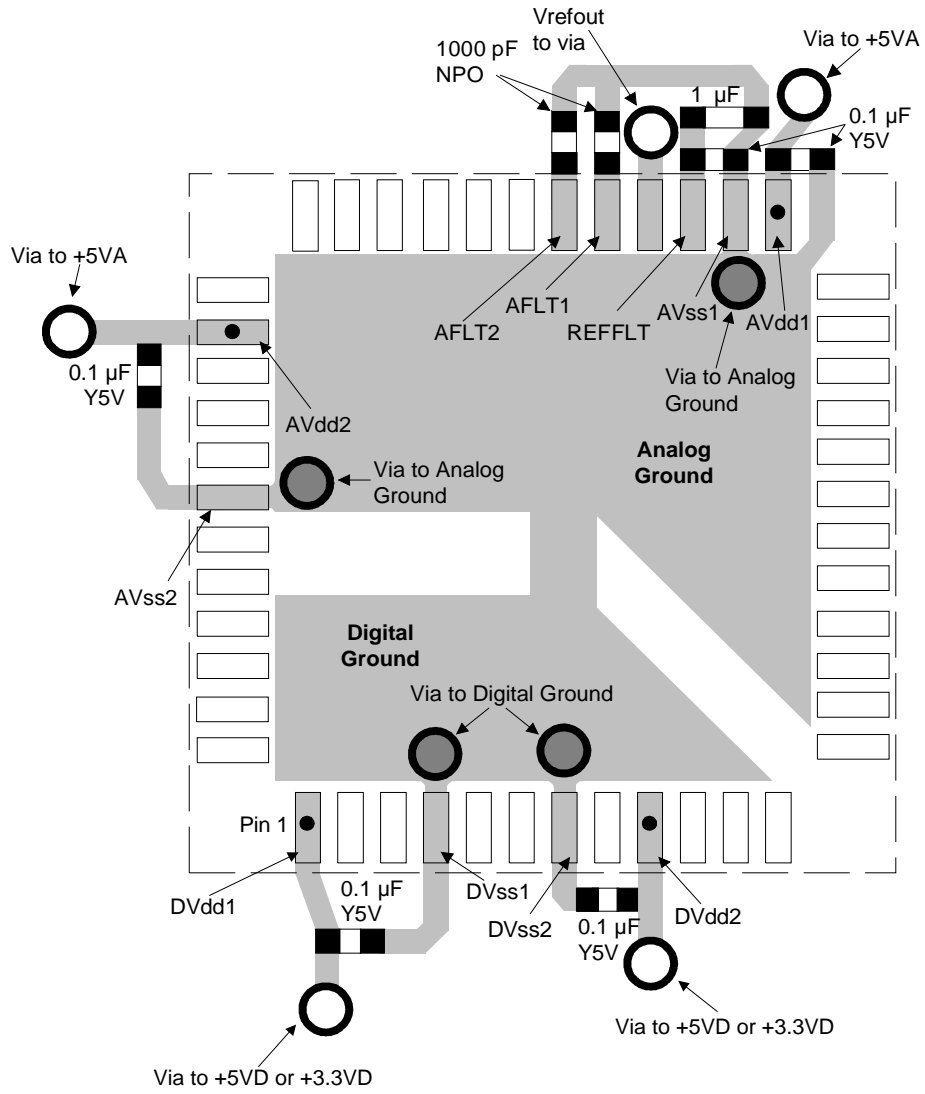 Vrefout
to via
Via to +5VA
1000 pF
NPO
1 µF
0.1 µF
Y5V
Via to +5VA
AFLT2
AFLT1
REFFLT
AVss1
AVdd1
0.1 µF
Y5V
Via to Analog
Ground
AVdd2
Analog
Ground
Via to Analog
Ground
AVss2
Digital
Ground
Via to Digital Ground
Pin 1
DVdd1
0.1 µF
Y5V
DVss1
DVss2
0.1 µF
Y5V
DVdd2
Via to +5VD or +3.3VD
Via to +5VD or +3.3VD